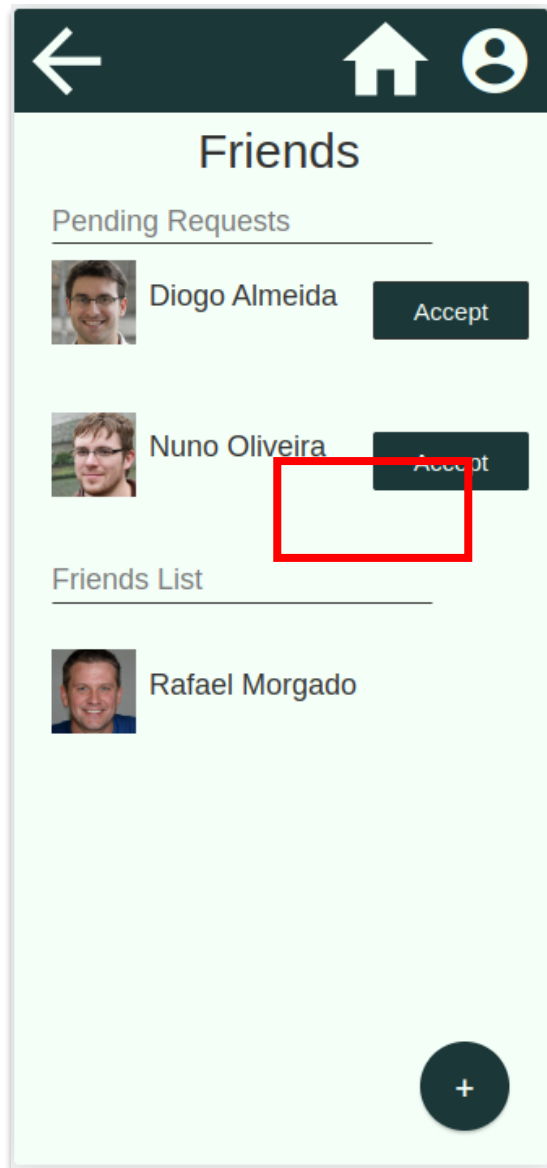 Friends
Pending Requests
Diogo Almeida
Accept
Nuno Oliveira
Accept
Friends List
Rafael Morgado
+